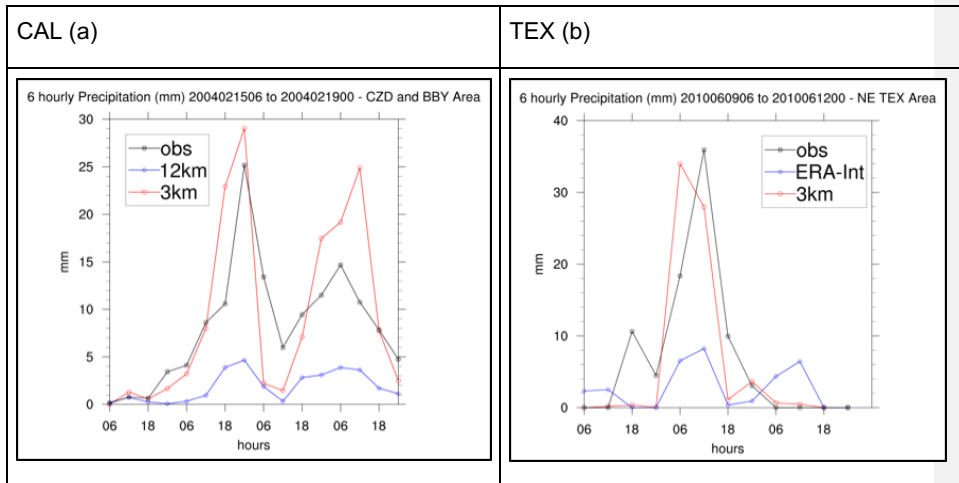 CAL (a)
TEX (b)
6 hourly Precipitation (mm) 2004021506 to 2004021900 - CZD and BBY Area
30
25
20
15
10
5
0
mm
obs
12km
3km
06 18 06 18 06 18 06 18
hours
6 hourly Precipitation (mm) 2010060906 to 2010061200 - NE TEX Area
40
30
20
10
0
mm
obs
ERA-Int
3km
06 18 06 18 06 18
hours